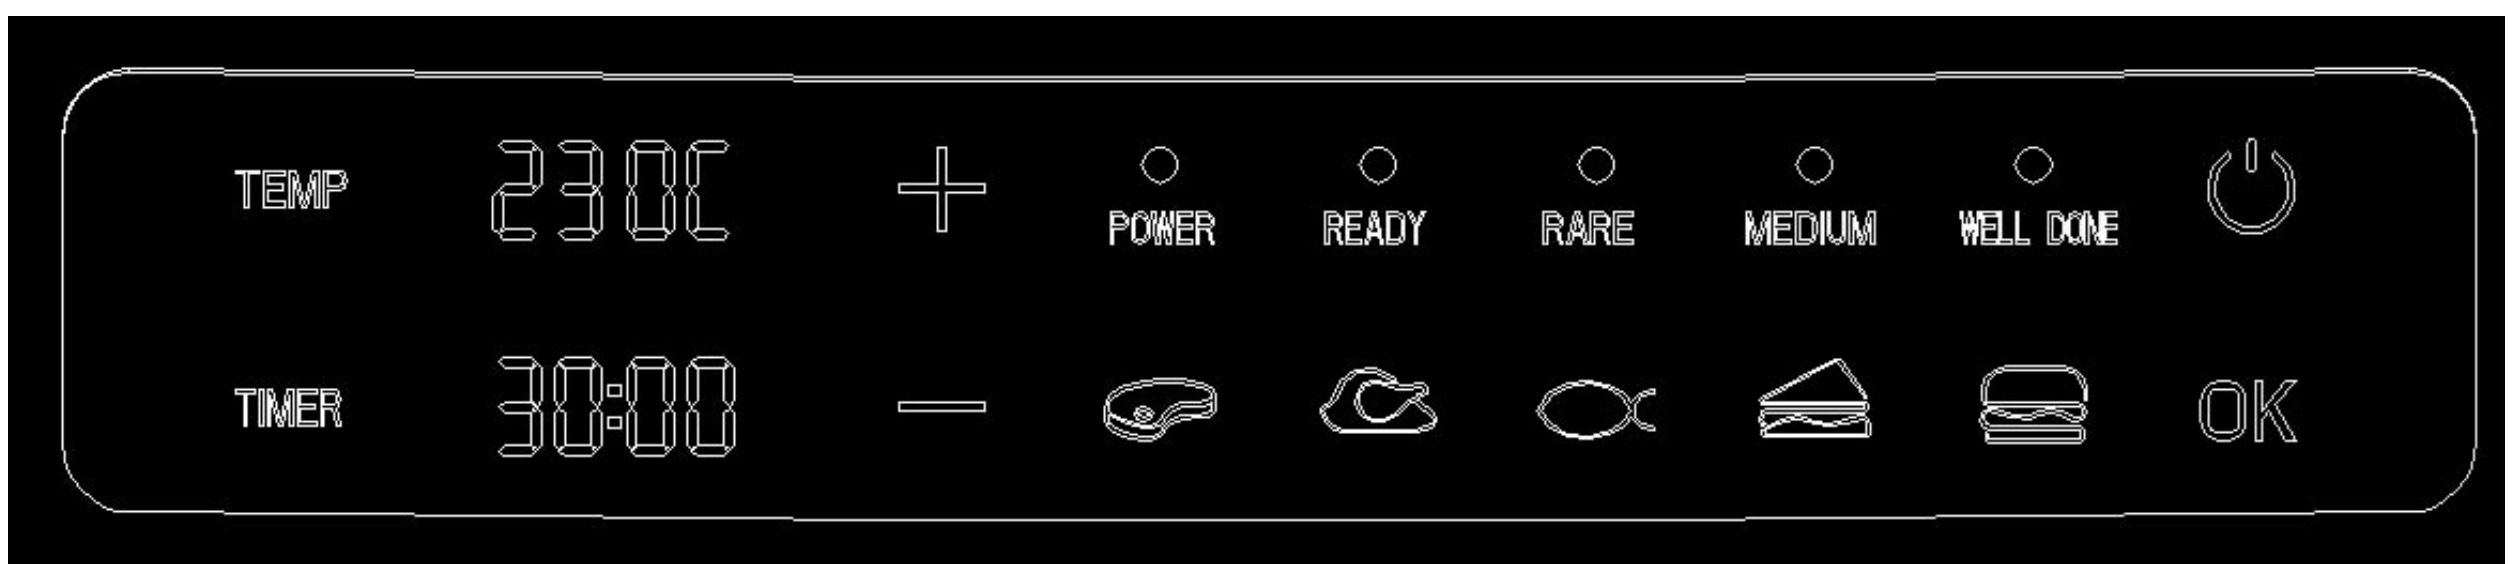 TEMP 230C + POWER READY RARE MEDIUM WELL DONE
TIMER 30:00 - OK